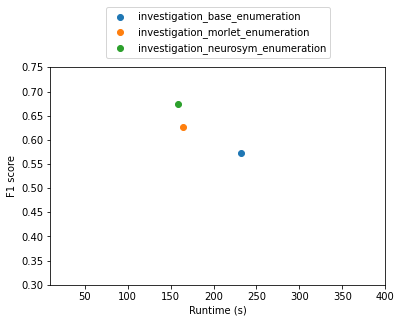 investigation_base_enumeration
investigation_morlet_enumeration
investigation_neurosym_enumeration
0.75
0.70
0.65
0.60
0.55
0.50
0.45
0.40
0.35
0.30
F1 score
50 100 150 200 250 300 350 400
Runtime (s)